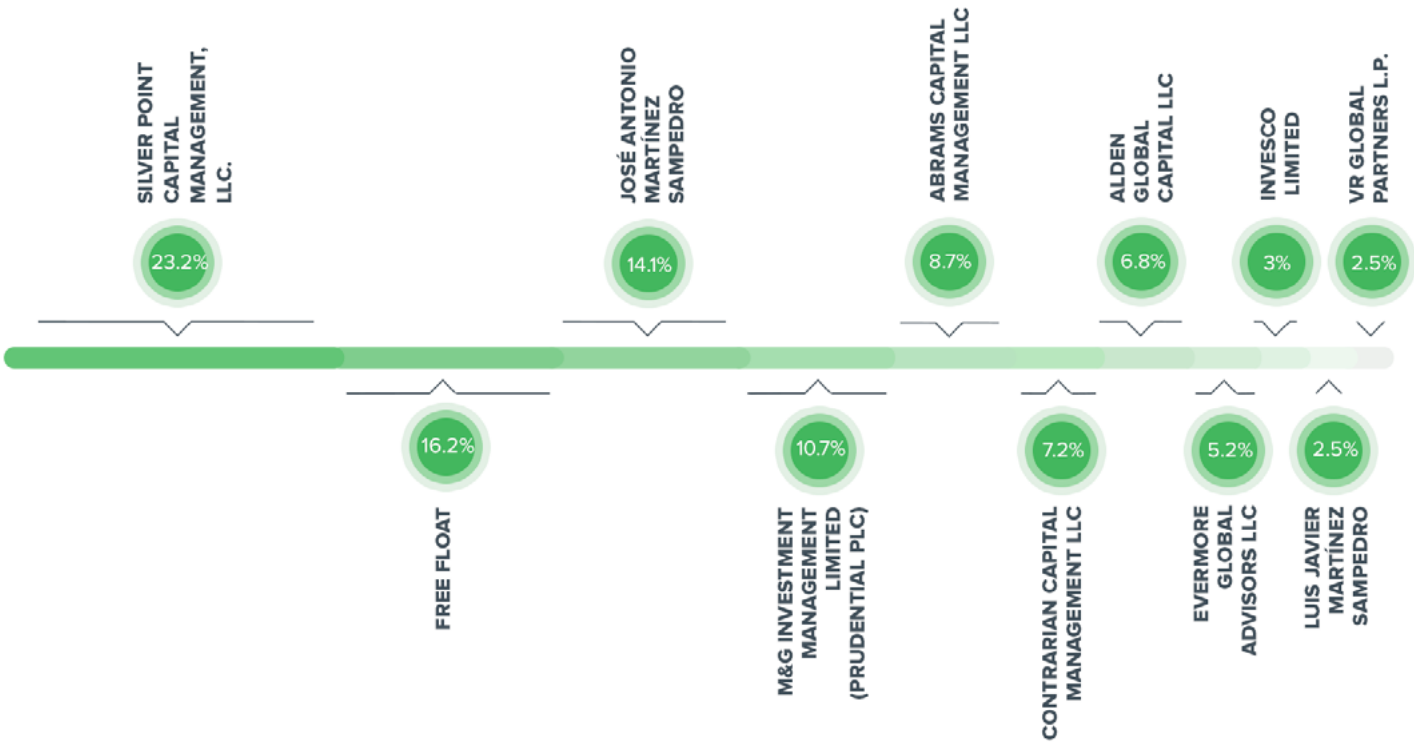 SILVER POINT
CAPITAL
MANAGEMENT,
LLC.
23.2%
JOSÉ ANTONIO
MARTÍNEZ
SAMPEDRO
14.1%
ABRAMS CAPITAL
MANAGEMENT LLC
8.7%
ALDEN
GLOBAL
CAPITAL LLC
6.8%
INVESCO
LIMITED
3%
VR GLOBAL
PARTNERS L.P.
2.5%
16.2%
FREE FLOAT
10.7%
M&G INVESTMENT
MANAGEMENT
LIMITED
(PRUDENTIAL PLC)
7.2%
CONTRARIAN CAPITAL
MANAGEMENT LLC
5.2%
EVERMORE
GLOBAL
ADVISORS LLC
2.5%
LUIS JAVIER
MARTÍNEZ
SAMPEDRO